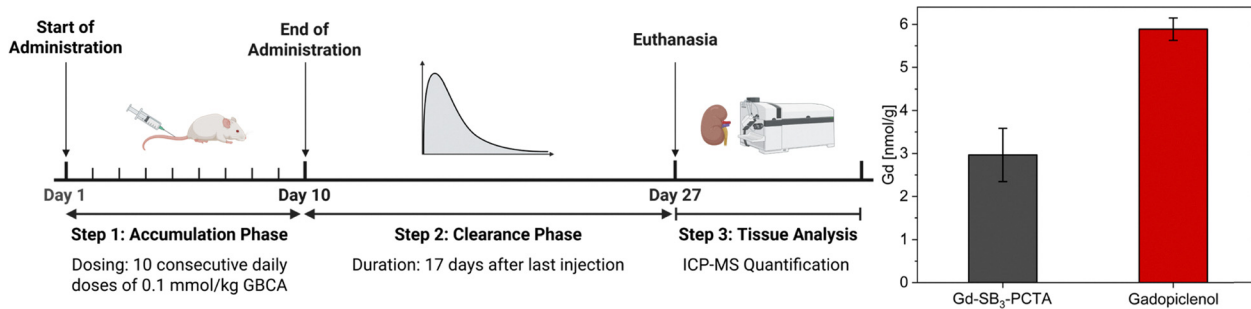 Start of
Administration
End of
Administration
Euthanasia
Day 1
Day 10
Day 27
Step 1: Accumulation Phase
Dosing: 10 consecutive daily
doses of 0.1 mmol/kg GBCA
Step 2: Clearance Phase
Duration: 17 days after last injection
Step 3: Tissue Analysis
ICP-MS Quantification
Gd [nmol/g]
6
5
4
3
2
1
0
Gd-SB₃-PCTA
Gadopiclenol